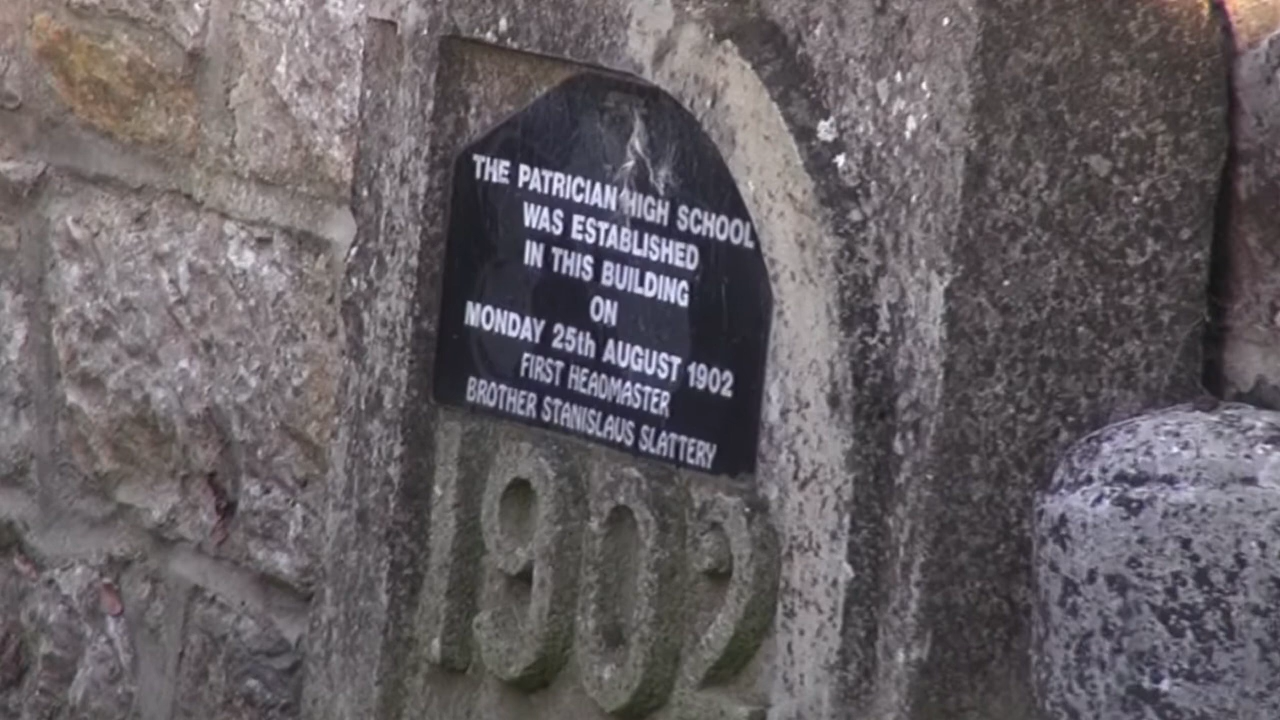 THE PATRICIAN HIGH SCHOOL
WAS ESTABLISHED
IN THIS BUILDING
ON
MONDAY 25th AUGUST 1902
FIRST HEADMASTER
BROTHER STANISLAUS SLATTERY
1902